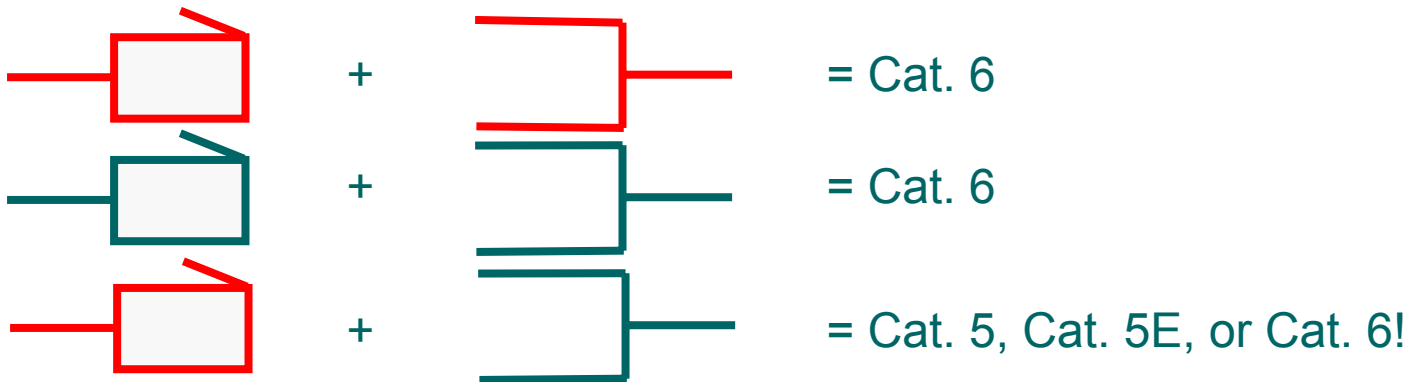 + = Cat. 6
+ = Cat. 6
+ = Cat. 5, Cat. 5E, or Cat. 6!